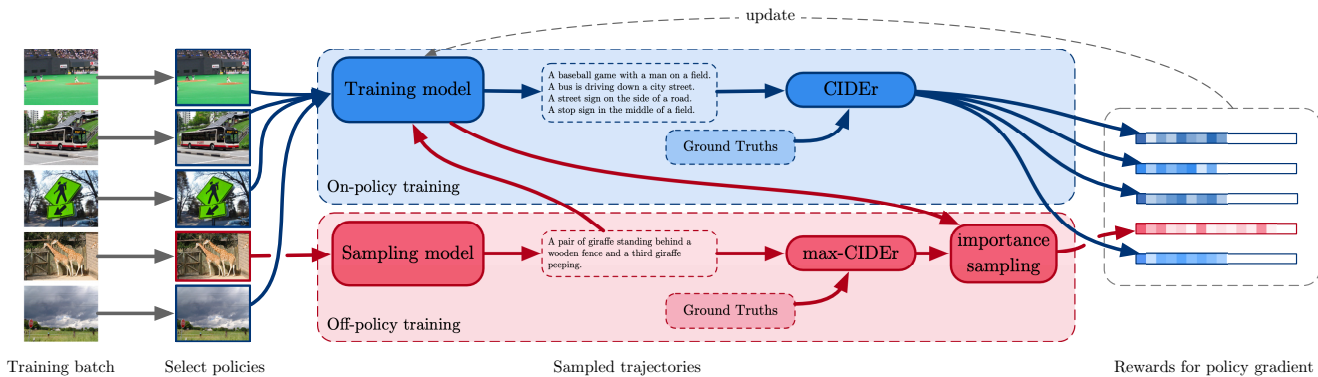 update
Training model
A baseball game with a man on a field.
A bus is driving down a city street.
A street sign on the side of a road.
A stop sign in the middle of a field.
CIDEr
Ground Truths
On-policy training
Sampling model
A pair of giraffe standing behind a
wooden fence and a third giraffe
peeping.
max-CIDEr
importance
sampling
Ground Truths
Off-policy training
Training batch
Select policies
Sampled trajectories
Rewards for policy gradient